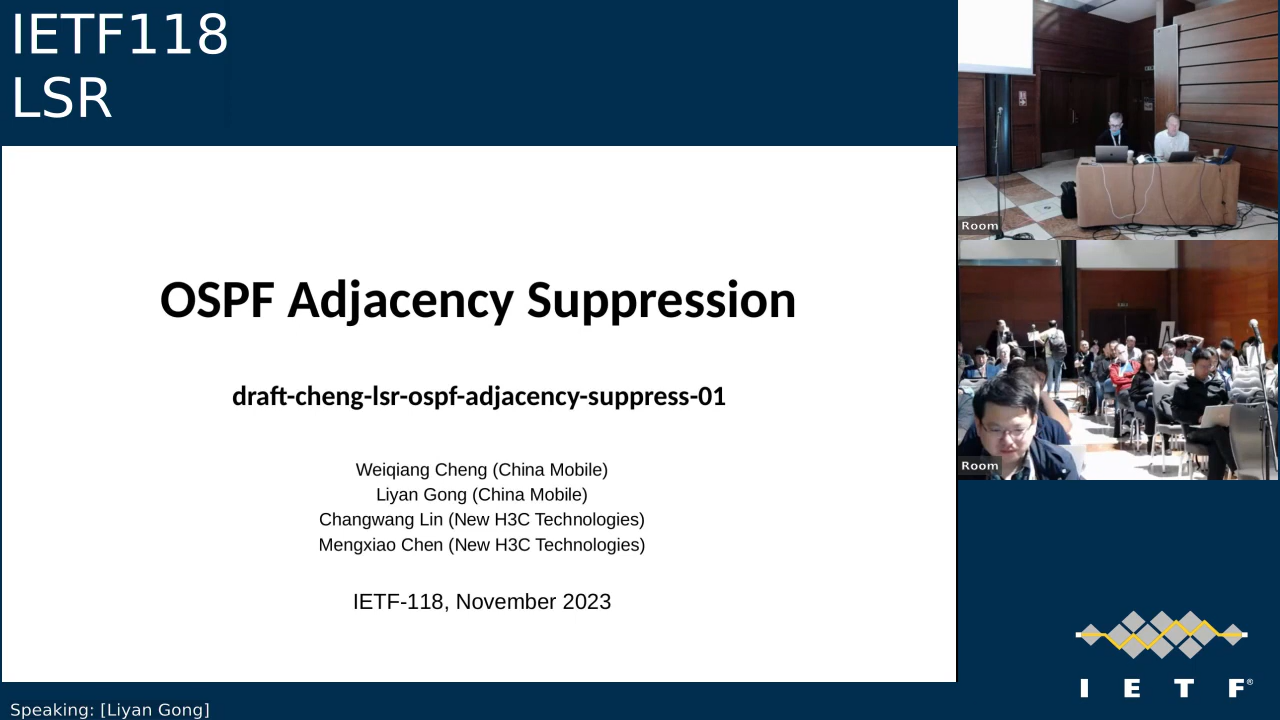 IETF118
LSR
OSPF Adjacency Suppression
draft-cheng-lsr-ospf-adjacency-suppress-01
Weiqiang Cheng (China Mobile)
Liyan Gong (China Mobile)
Changwang Lin (New H3C Technologies)
Mengxiao Chen (New H3C Technologies)
IETF-118, November 2023
Room
Room
I E T F®
Speaking: [Liyan Gong]